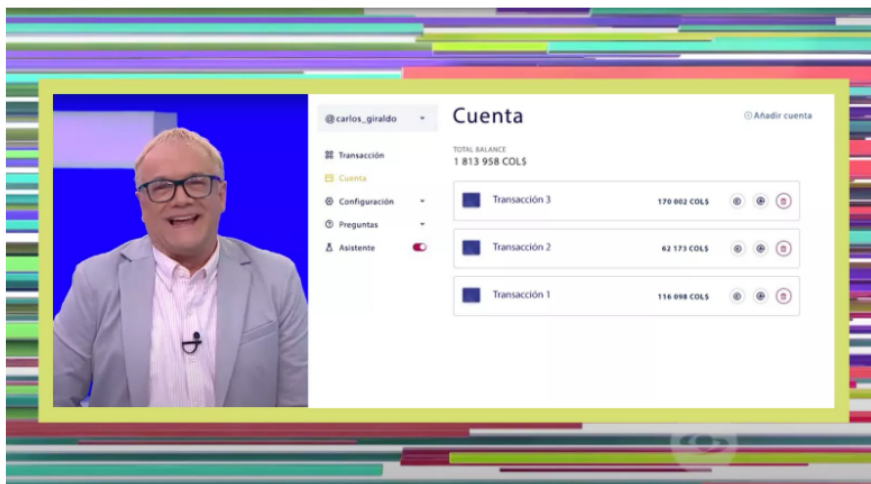 @carlos_giraldo
Transacción
Cuenta
Configuración
Preguntas
Asistente
Cuenta
Añadir cuenta
TOTAL BALANCE
1 813 958 COL$
Transacción 3
170 002 COL$
Transacción 2
62 173 COL$
Transacción 1
116 098 COL$